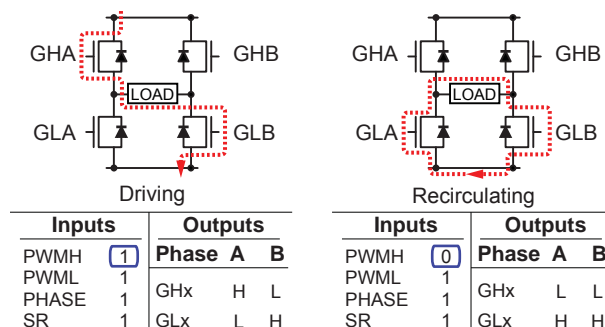 GHA GHB
LOAD
GLA GLB
Driving
Inputs Outputs
PWMH 1 Phase A B
PWML 1
PHASE 1 GHx H L
SR 1 GLx L H
GHA GHB
LOAD
GLA GLB
Recirculating
Inputs Outputs
PWMH 0 Phase A B
PWML 1
PHASE 1 GHx L L
SR 1 GLx H H